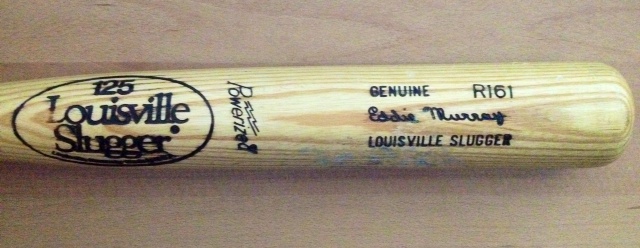 125
Louisville
Slugger
Powerized
GENUINE R161
Eddie Murray
LOUISVILLE SLUGGER